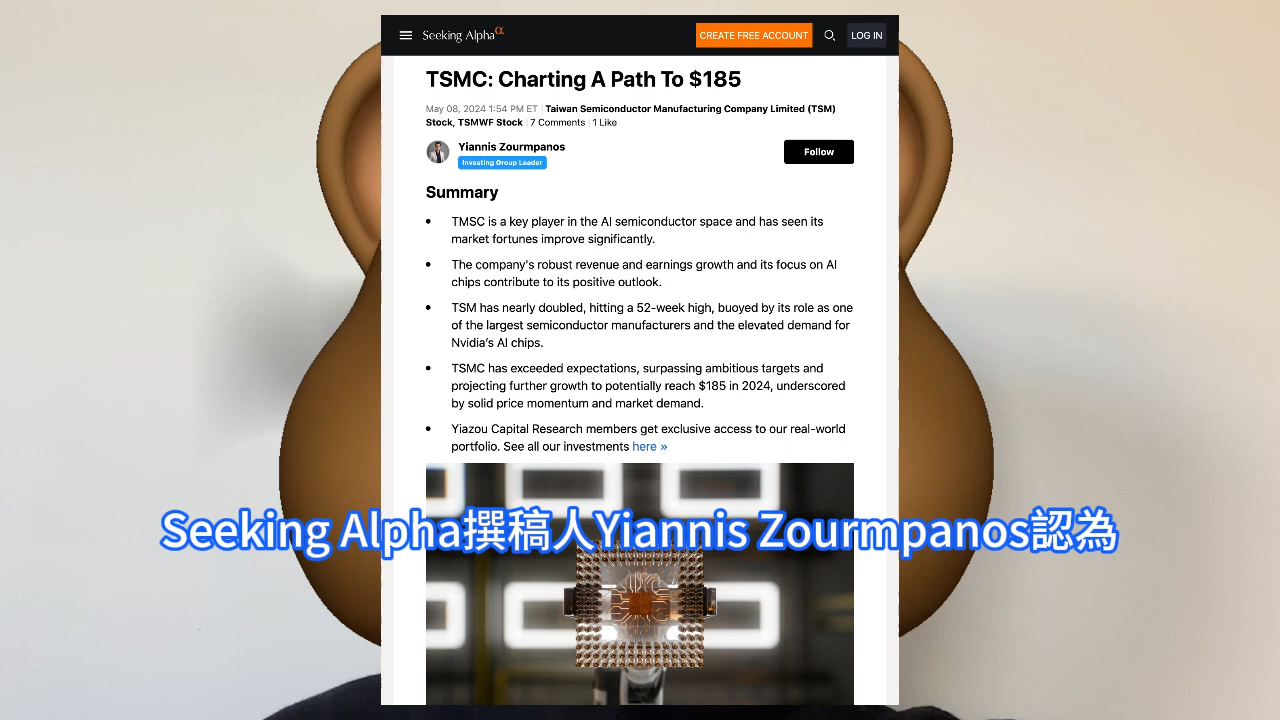 Seeking Alphaα
CREATE FREE ACCOUNT
LOG IN
TSMC: Charting A Path To $185
May 08, 2024 1:54 PM ET | Taiwan Semiconductor Manufacturing Company Limited (TSM)
Stock, TSMWF Stock | 7 Comments | 1 Like
Yiannis Zourmpanos
Investing Group Leader
Follow
Summary
• TMSC is a key player in the AI semiconductor space and has seen its
market fortunes improve significantly.
• The company's robust revenue and earnings growth and its focus on AI
chips contribute to its positive outlook.
• TSM has nearly doubled, hitting a 52-week high, buoyed by its role as one
of the largest semiconductor manufacturers and the elevated demand for
Nvidia's AI chips.
• TSMC has exceeded expectations, surpassing ambitious targets and
projecting further growth to potentially reach $185 in 2024, underscored
by solid price momentum and market demand.
• Yiazou Capital Research members get exclusive access to our real-world
portfolio. See all our investments here »
Seeking Alpha撰稿人Yiannis Zourmpanos認為